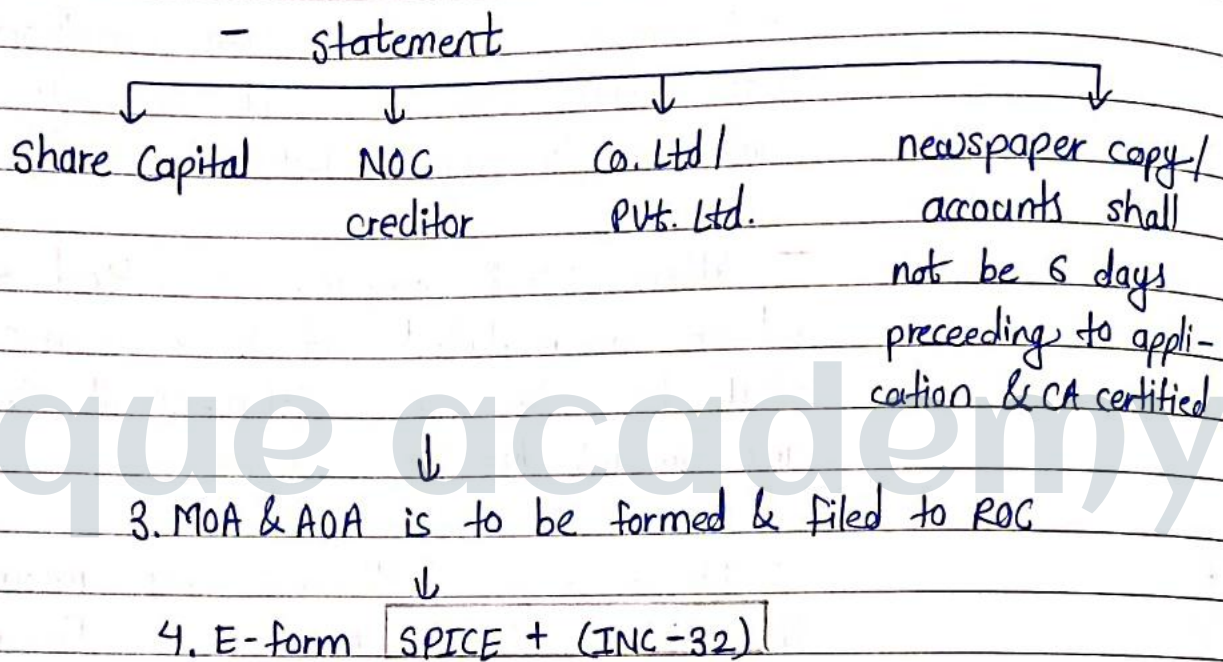 - statement
Share Capital
NOC
creditor
Co. Ltd /
Pvt. Ltd.
newspaper copy /
accounts shall
not be 6 days
preceeding to appli-
cation & CA certified
que academy
3. MOA & AOA is to be formed & filed to ROC
4. E-form SPICE + (INC-32)